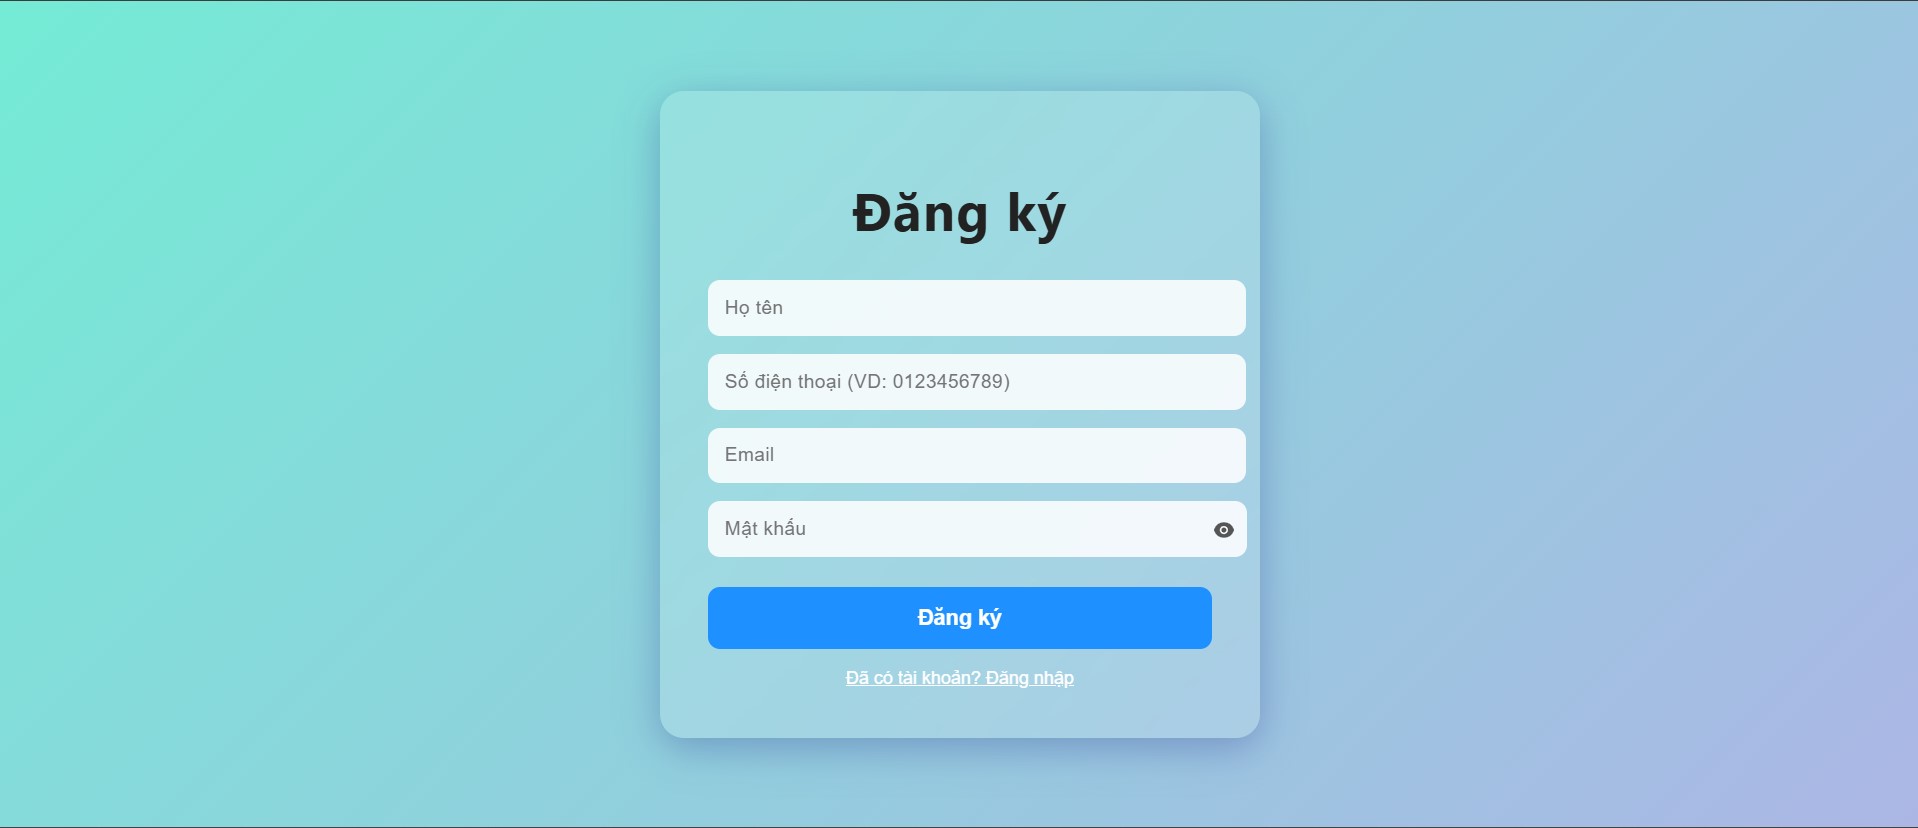 Đăng ký
Họ tên
Số điện thoại (VD: 0123456789)
Email
Mật khẩu
Đăng ký
Đã có tài khoản? Đăng nhập